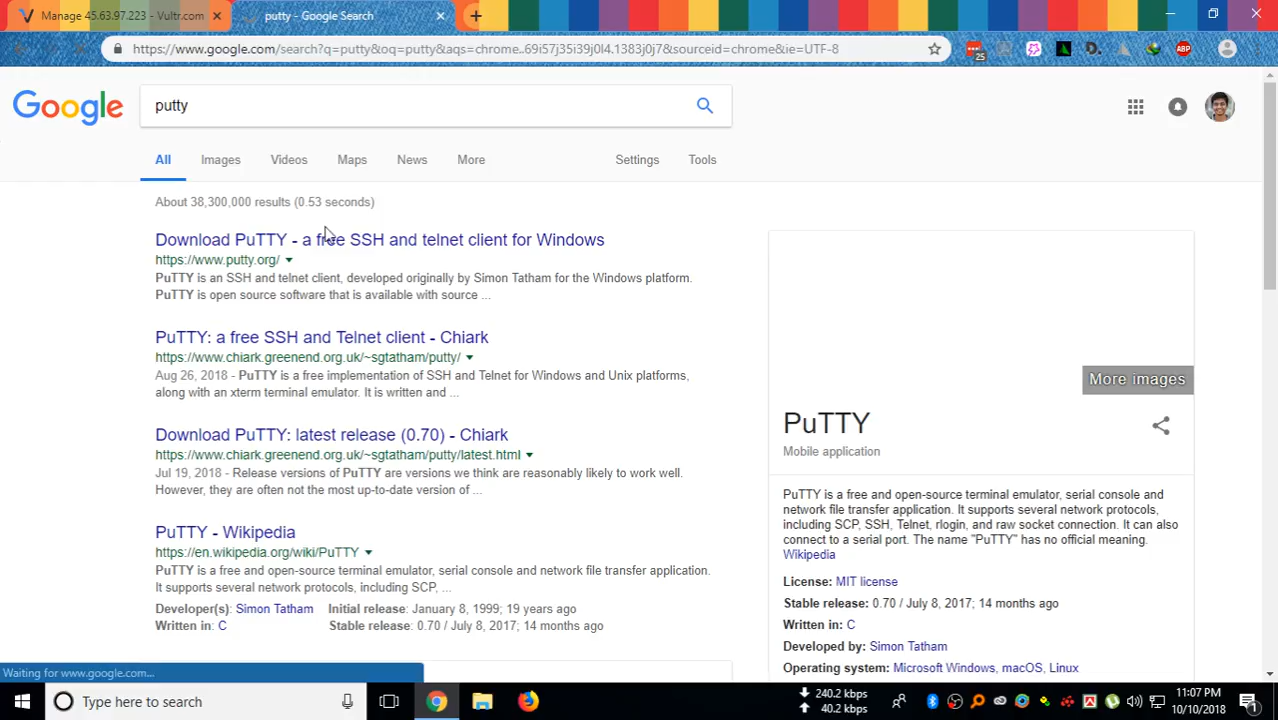 Manage 45.63.97.223 - Vultr.com
putty - Google Search
https://www.google.com/search?q=putty&oq=putty&aqs=chrome..69i57j35i39j0l4.1383j0j7&sourceid=chrome&ie=UTF-8
25
ABP
Google
putty
All Images Videos Maps News More Settings Tools
About 38,300,000 results (0.53 seconds)
Download PuTTY - a free SSH and telnet client for Windows
https://www.putty.org/
PuTTY is an SSH and telnet client, developed originally by Simon Tatham for the Windows platform.
PuTTY is open source software that is available with source ...
PuTTY: a free SSH and Telnet client - Chiark
https://www.chiark.greenend.org.uk/~sgtatham/putty/
Aug 26, 2018 - PuTTY is a free implementation of SSH and Telnet for Windows and Unix platforms,
along with an xterm terminal emulator. It is written and ...
Download PuTTY: latest release (0.70) - Chiark
https://www.chiark.greenend.org.uk/~sgtatham/putty/latest.html
Jul 19, 2018 - Release versions of PuTTY are versions we think are reasonably likely to work well.
However, they are often not the most up-to-date version of ...
PuTTY - Wikipedia
https://en.wikipedia.org/wiki/PuTTY
PuTTY is a free and open-source terminal emulator, serial console and network file transfer application.
It supports several network protocols, including SCP, ...
Developer(s): Simon Tatham Initial release: January 8, 1999; 19 years ago
Written in: C Stable release: 0.70 / July 8, 2017; 14 months ago
More images
PuTTY
Mobile application
PuTTY is a free and open-source terminal emulator, serial console and
network file transfer application. It supports several network protocols,
including SCP, SSH, Telnet, rlogin, and raw socket connection. It can also
connect to a serial port. The name "PuTTY" has no official meaning.
Wikipedia
License: MIT license
Stable release: 0.70 / July 8, 2017; 14 months ago
Written in: C
Developed by: Simon Tatham
Operating system: Microsoft Windows, macOS, Linux
Waiting for www.google.com...
Type here to search
240.2 kbps
40.2 kbps
11:07 PM
10/10/2018
1